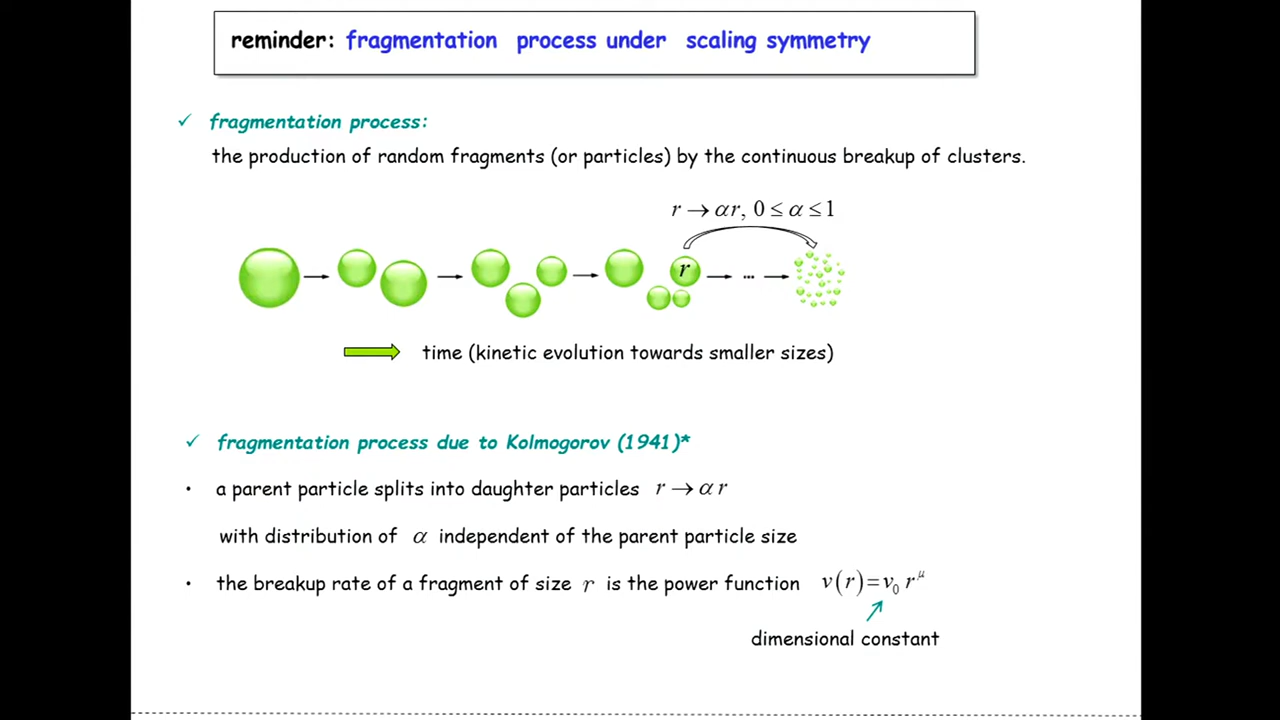 reminder: fragmentation process under scaling symmetry
✓ fragmentation process:
the production of random fragments (or particles) by the continuous breakup of clusters.
r → αr, 0 ≤ α ≤ 1
r
...
time (kinetic evolution towards smaller sizes)
✓ fragmentation process due to Kolmogorov (1941)*
• a parent particle splits into daughter particles r → α r
with distribution of α independent of the parent particle size
• the breakup rate of a fragment of size r is the power function ν(r) = ν₀ r^μ
dimensional constant